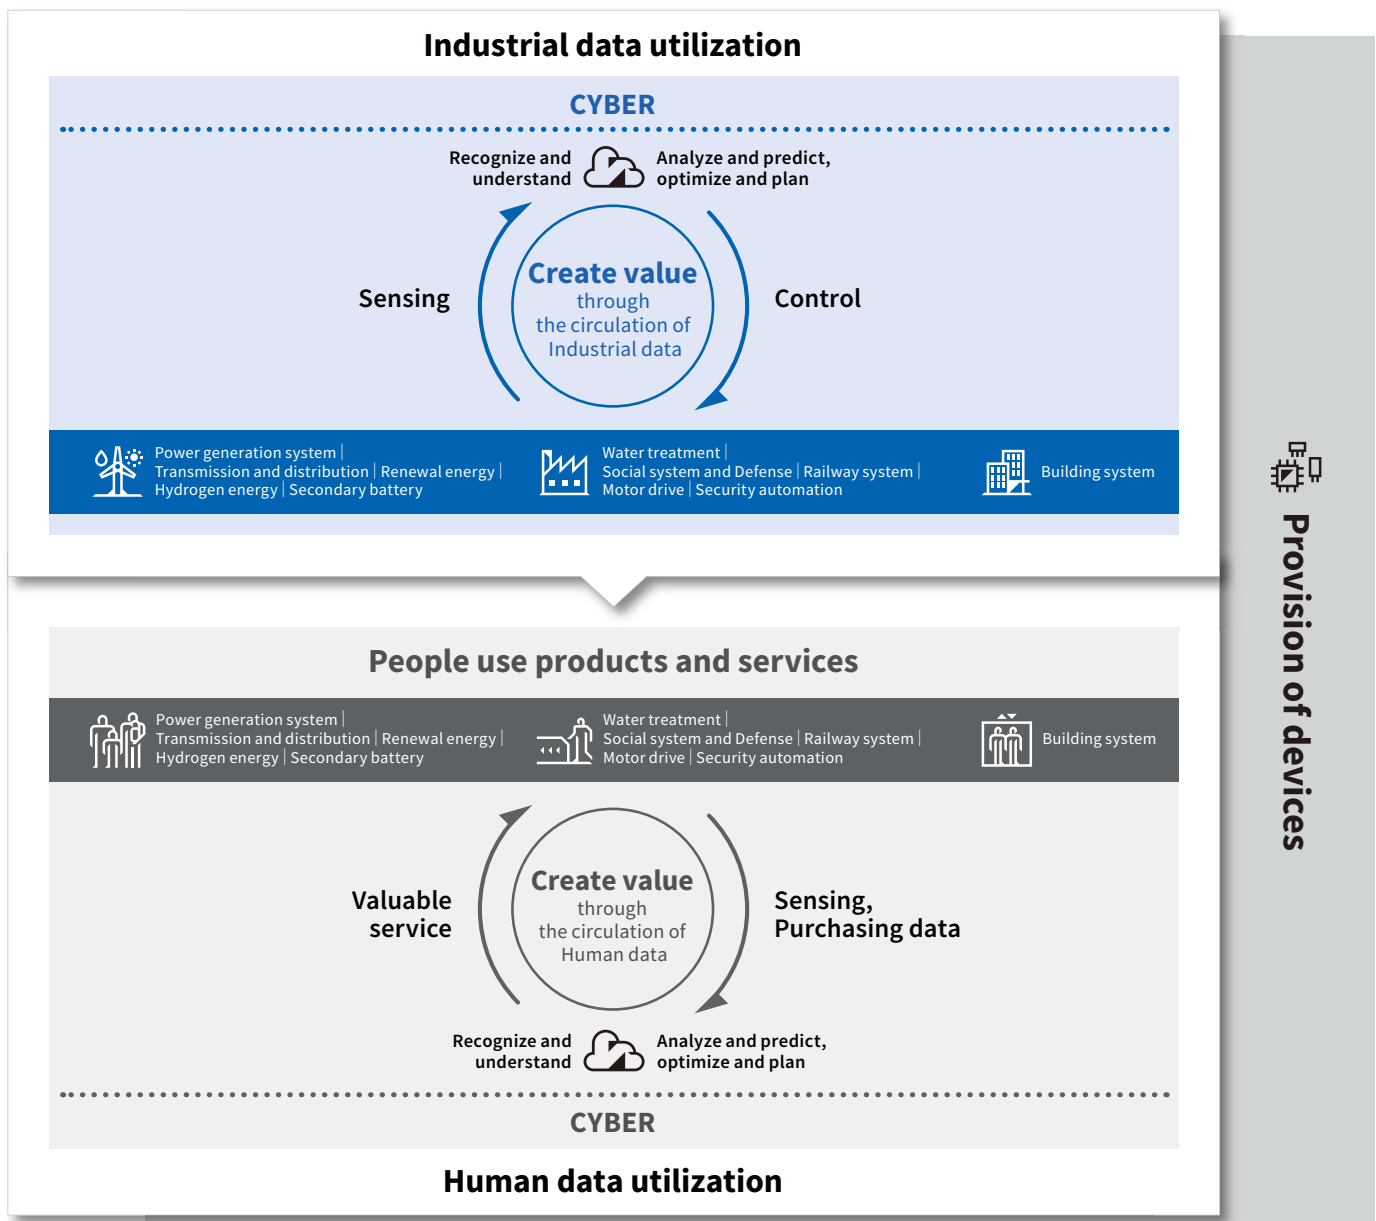 Industrial data utilization
CYBER
Recognize and
understand
Analyze and predict,
optimize and plan
Sensing
Create value
through
the circulation of
Industrial data
Control
Power generation system |
Transmission and distribution | Renewal energy |
Hydrogen energy | Secondary battery
Water treatment |
Social system and Defense | Railway system |
Motor drive | Security automation
Building system
People use products and services
Power generation system |
Transmission and distribution | Renewal energy |
Hydrogen energy | Secondary battery
Water treatment |
Social system and Defense | Railway system |
Motor drive | Security automation
Building system
Valuable
service
Create value
through
the circulation of
Human data
Sensing,
Purchasing data
Recognize and
understand
Analyze and predict,
optimize and plan
CYBER
Human data utilization
Provision of devices